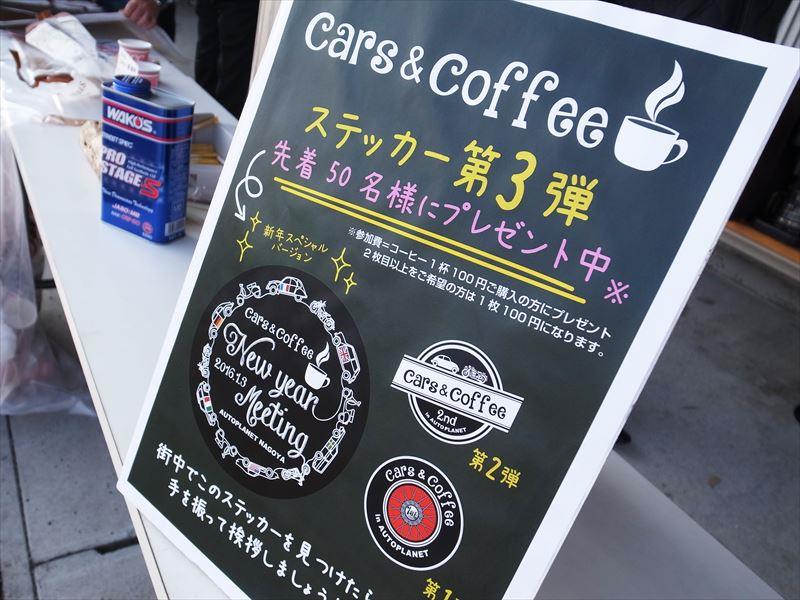 Cars & Coffee
ステッカー第3弾
先着50名様にプレゼント中※
※参加費=コーヒー1杯100円ご購入の方にプレゼント
2枚目以上をご希望の方は1枚100円になります。
新年スペシャル
バージョン
Cars & Coffee
New year
2016.1.3
Meeting
AUTOPLANET NAGOYA
Cars & Coffee
2nd
in AUTOPLANET
第2弾
Cars & Coffee
1st
in AUTOPLANET
第1
街中でこのステッカーを見つけたら
手を振って挨拶しましょう
WAKO'S
PRO
STAGE S